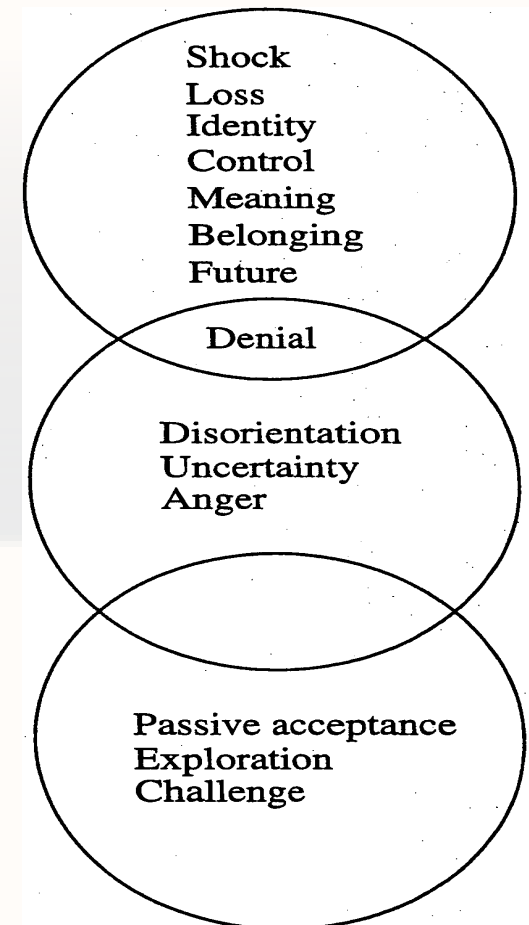 Shock
Loss
Identity
Control
Meaning
Belonging
Future
Denial
Disorientation
Uncertainty
Anger
Passive acceptance
Exploration
Challenge